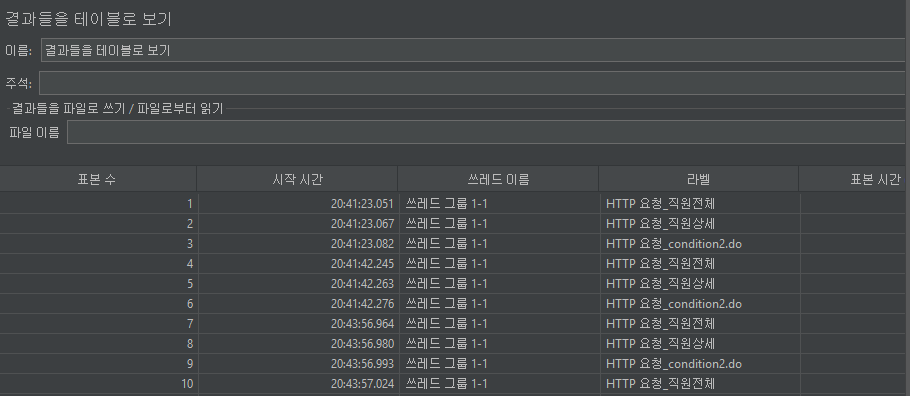 결과들을 테이블로 보기
이름: 결과들을 테이블로 보기
주석:
결과들을 파일로 쓰기 / 파일로부터 읽기
파일 이름
표본 수 시작 시간 쓰레드 이름 라벨 표본 시간
1 20:41:23.051 쓰레드 그룹 1-1 HTTP 요청_직원전체
2 20:41:23.067 쓰레드 그룹 1-1 HTTP 요청_직원상세
3 20:41:23.082 쓰레드 그룹 1-1 HTTP 요청_condition2.do
4 20:41:42.245 쓰레드 그룹 1-1 HTTP 요청_직원전체
5 20:41:42.263 쓰레드 그룹 1-1 HTTP 요청_직원상세
6 20:41:42.276 쓰레드 그룹 1-1 HTTP 요청_condition2.do
7 20:43:56.964 쓰레드 그룹 1-1 HTTP 요청_직원전체
8 20:43:56.980 쓰레드 그룹 1-1 HTTP 요청_직원상세
9 20:43:56.993 쓰레드 그룹 1-1 HTTP 요청_condition2.do
10 20:43:57.024 쓰레드 그룹 1-1 HTTP 요청_직원전체